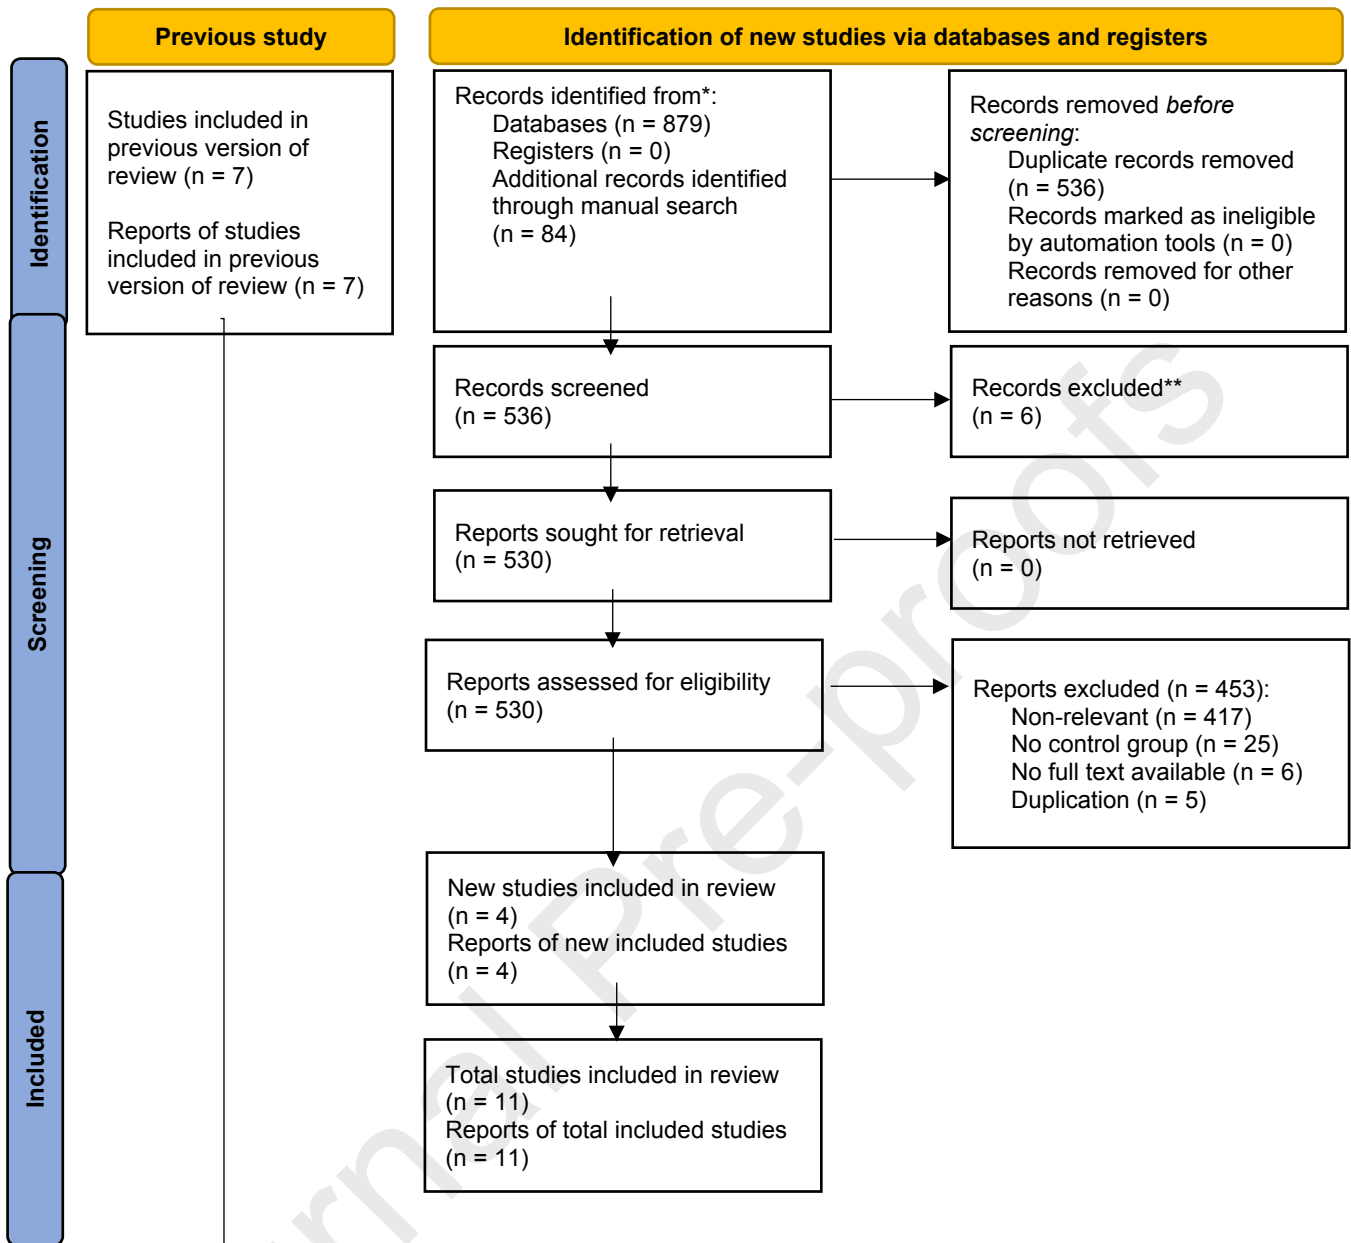 Previous study
Identification of new studies via databases and registers
Identification
Studies included in
previous version of
review (n = 7)
Reports of studies
included in previous
version of review (n = 7)
Records identified from*:
Databases (n = 879)
Registers (n = 0)
Additional records identified
through manual search
(n = 84)
Records removed before
screening:
Duplicate records removed
(n = 536)
Records marked as ineligible
by automation tools (n = 0)
Records removed for other
reasons (n = 0)
Screening
Records screened
(n = 536)
Records excluded**
(n = 6)
Reports sought for retrieval
(n = 530)
Reports not retrieved
(n = 0)
Reports assessed for eligibility
(n = 530)
Reports excluded (n = 453):
Non-relevant (n = 417)
No control group (n = 25)
No full text available (n = 6)
Duplication (n = 5)
Included
New studies included in review
(n = 4)
Reports of new included studies
(n = 4)
Total studies included in review
(n = 11)
Reports of total included studies
(n = 11)
rnal Pre-proofs